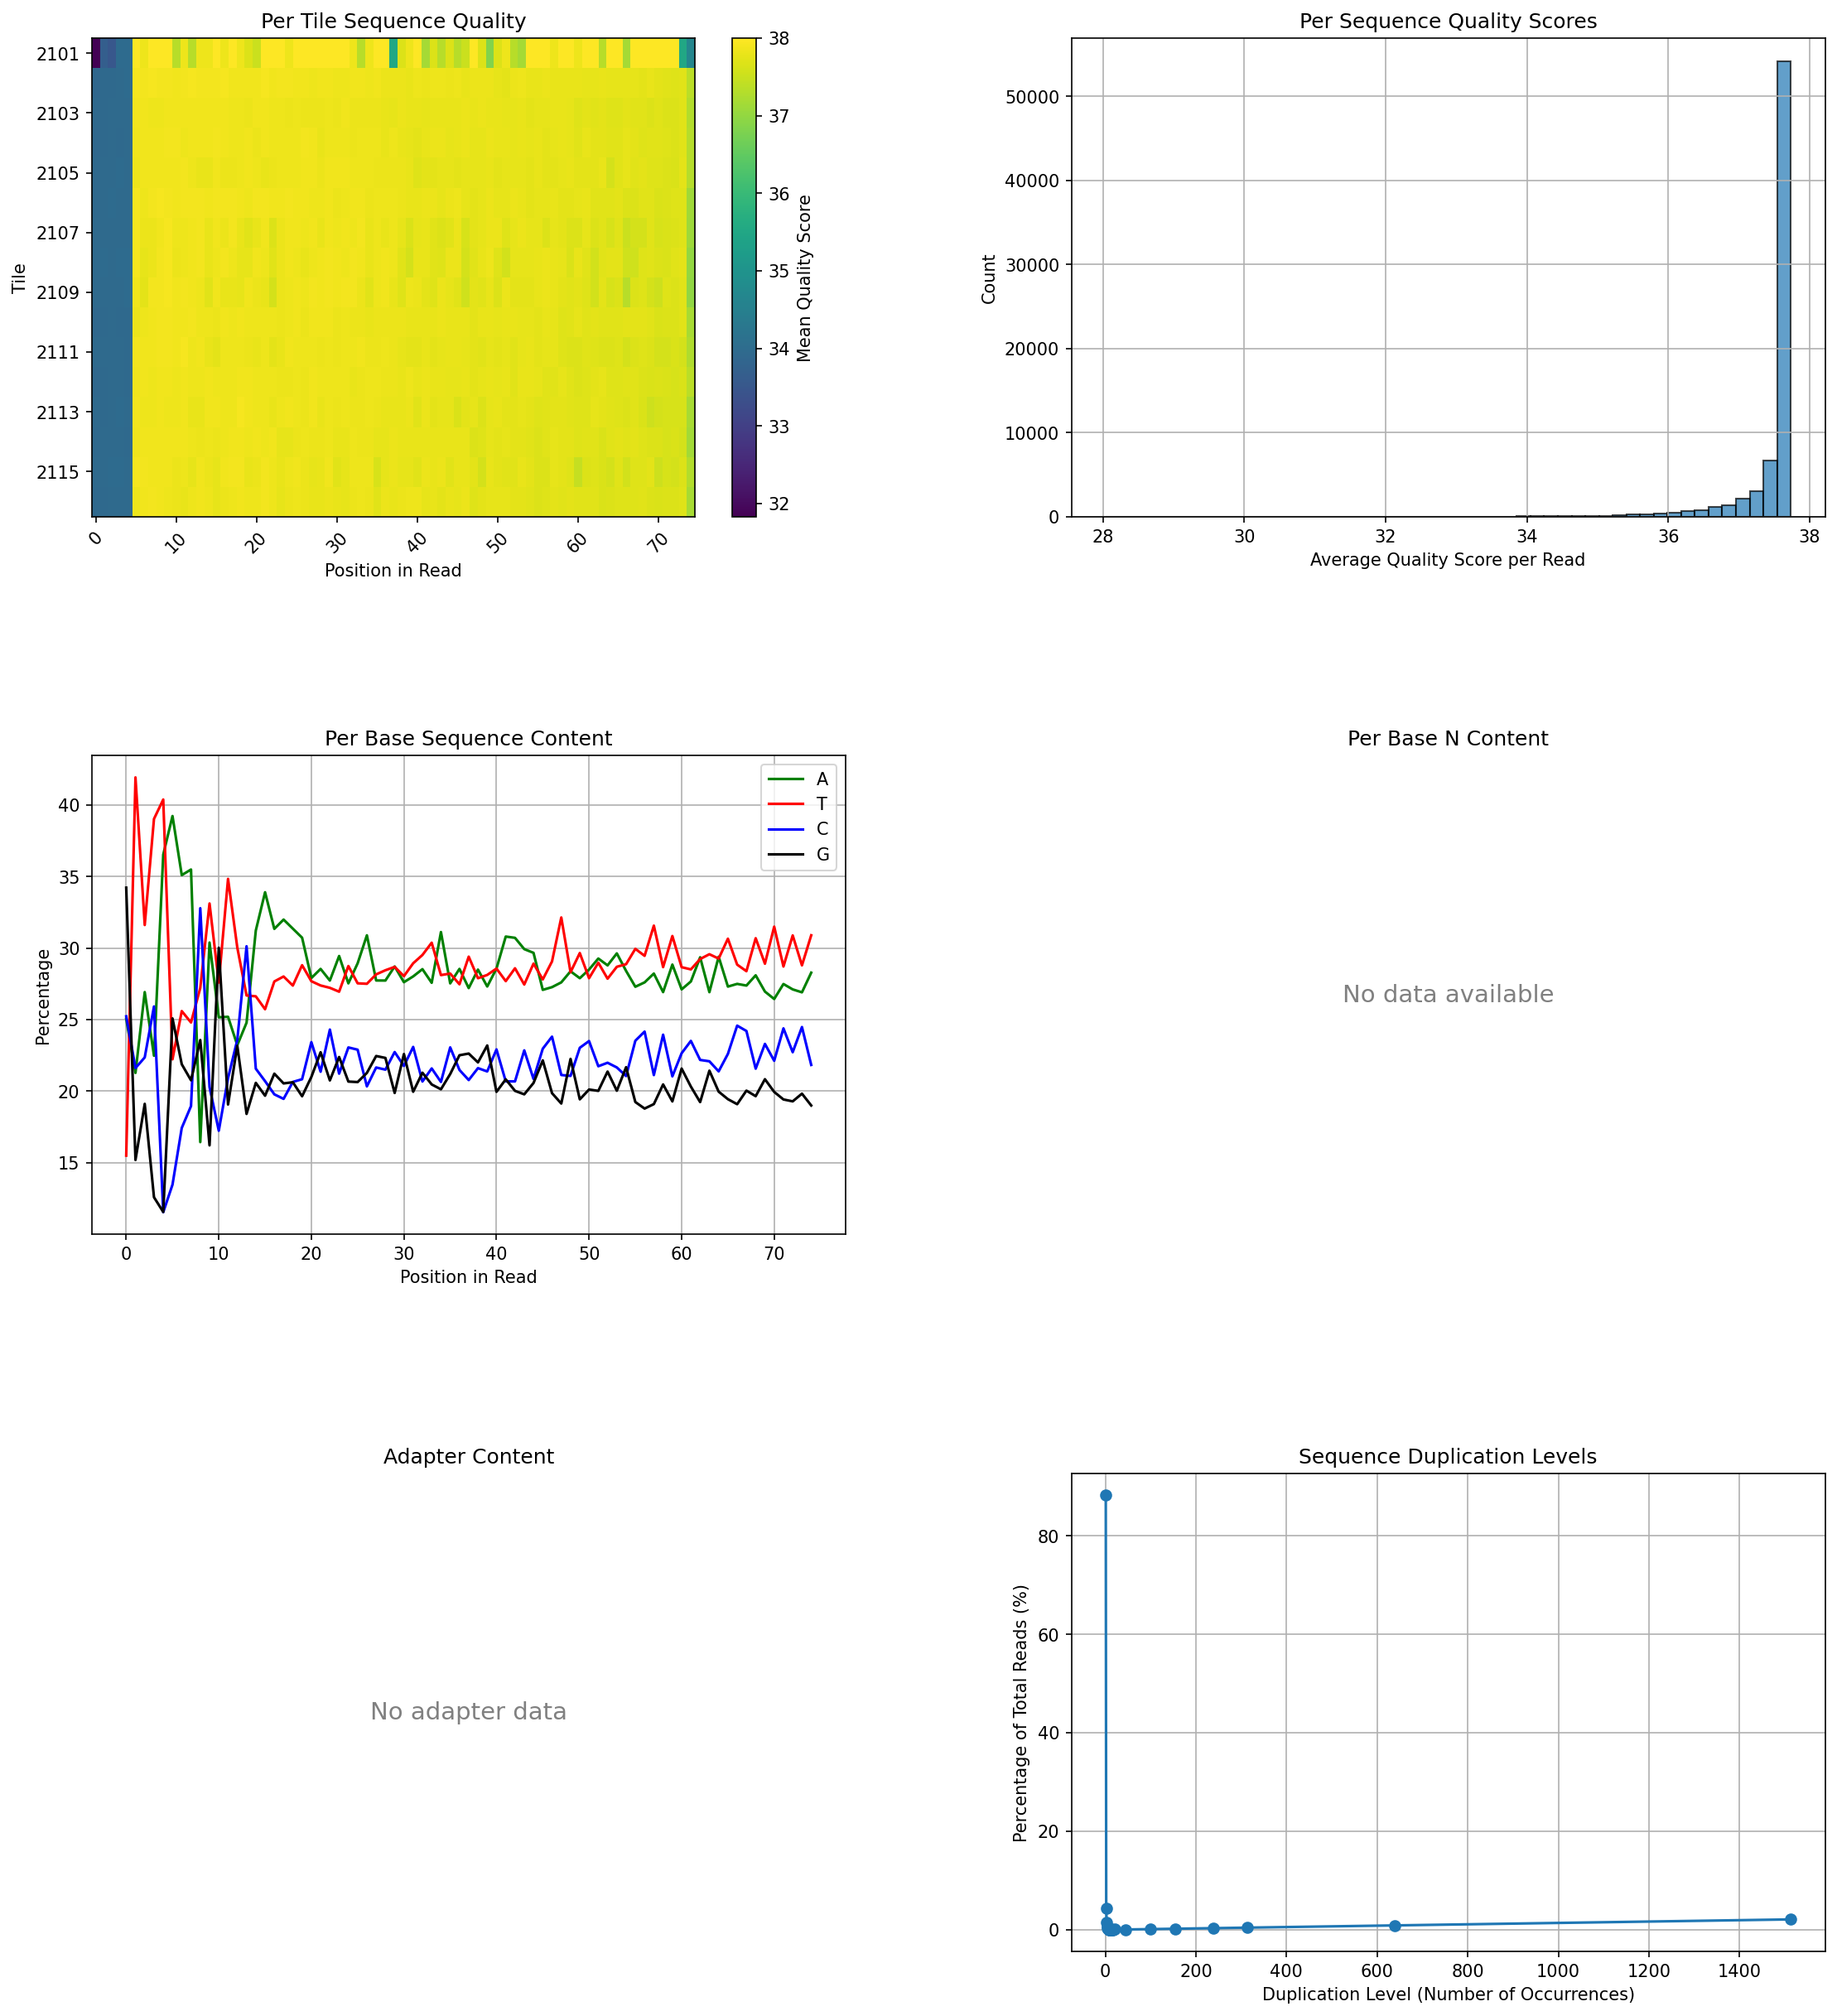 Per Tile Sequence Quality
2101
2103
2105
2107
2109
2111
2113
2115
Tile
0 10 20 30 40 50 60 70
Position in Read
38
37
36
35
34
33
32
Mean Quality Score
Per Sequence Quality Scores
50000
40000
30000
20000
10000
0
Count
28 30 32 34 36 38
Average Quality Score per Read
Per Base Sequence Content
40
35
30
25
20
15
Percentage
A
T
C
G
0 10 20 30 40 50 60 70
Position in Read
Per Base N Content
No data available
Adapter Content
No adapter data
Sequence Duplication Levels
80
60
40
20
0
Percentage of Total Reads (%)
0 200 400 600 800 1000 1200 1400
Duplication Level (Number of Occurrences)